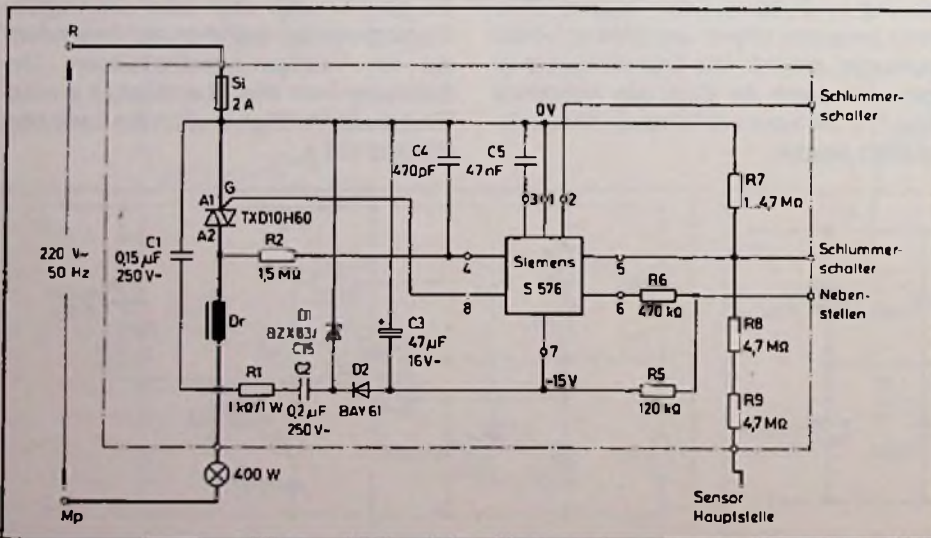 R
Si
2 A
Schlummer-
schalter
0V
C4
470pF
C5
47nF
3 1 2
R7
1...4,7 MΩ
G
A1
TXD10H60
A2
C1
0,15 µF
250 V~
R2
1,5 MΩ
4
Siemens
S 576
5
Schlummer-
schalter
220 V~
50 Hz
8
6
R6
470 kΩ
Neben-
stellen
Dr
D1
BZX83/
C15
C3
+
47µF
16V-
R8
4,7 MΩ
7
R1
1 kΩ/1 W
C2
0,2 µF
250 V~
D2
BAY 61
-15V
R5
120 kΩ
R9
4,7 MΩ
400 W
Mp
Sensor
Hauptstelle